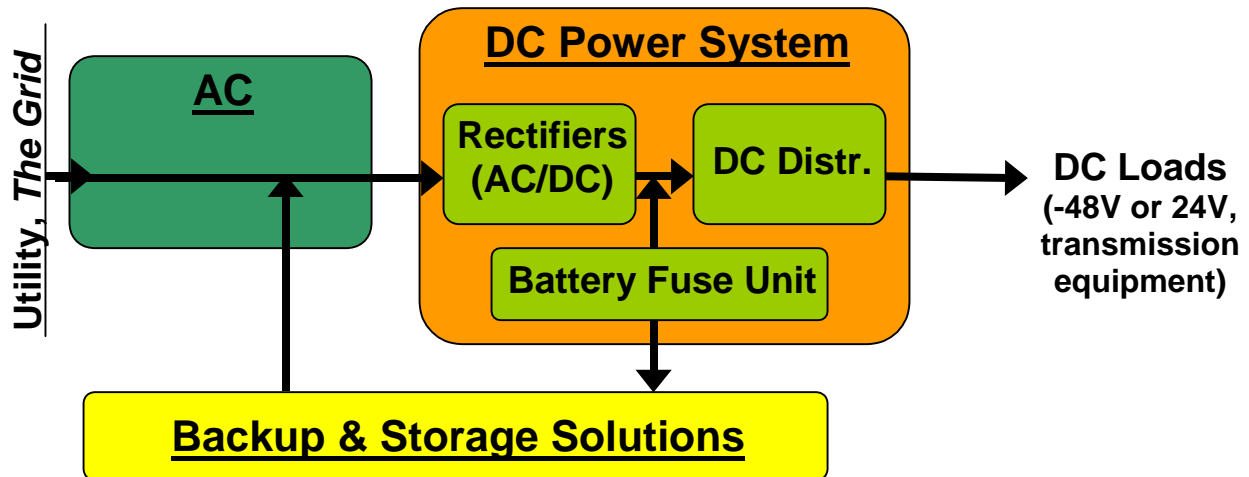 Utility, The Grid
AC
DC Power System
Rectifiers
(AC/DC)
DC Distr.
Battery Fuse Unit
DC Loads
(-48V or 24V,
transmission
equipment)
Backup & Storage Solutions